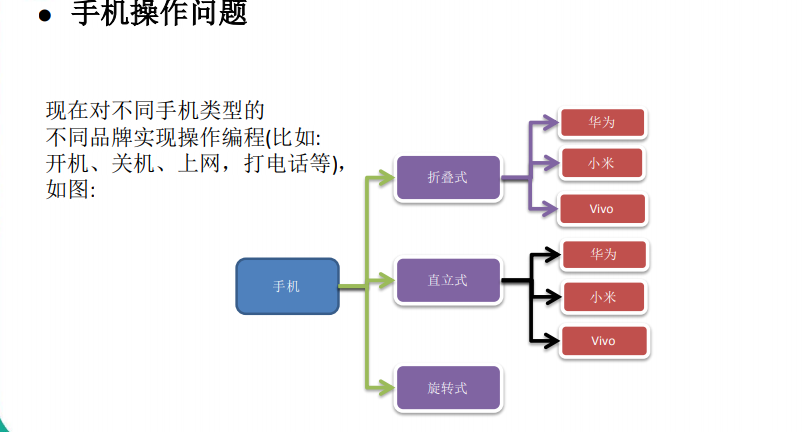 ● 手机操作问题
现在对不同手机类型的
不同品牌实现操作编程(比如:
开机、关机、上网，打电话等)，
如图:
手机
折叠式
华为
小米
Vivo
直立式
华为
小米
Vivo
旋转式